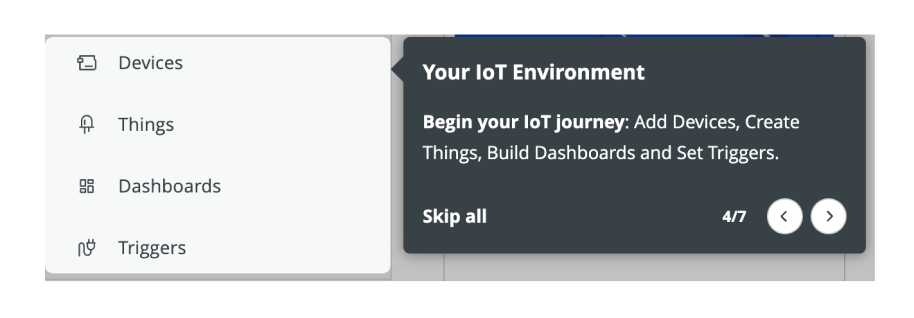 Devices
Things
Dashboards
Triggers
Your IoT Environment
Begin your IoT journey: Add Devices, Create
Things, Build Dashboards and Set Triggers.
Skip all
4/7